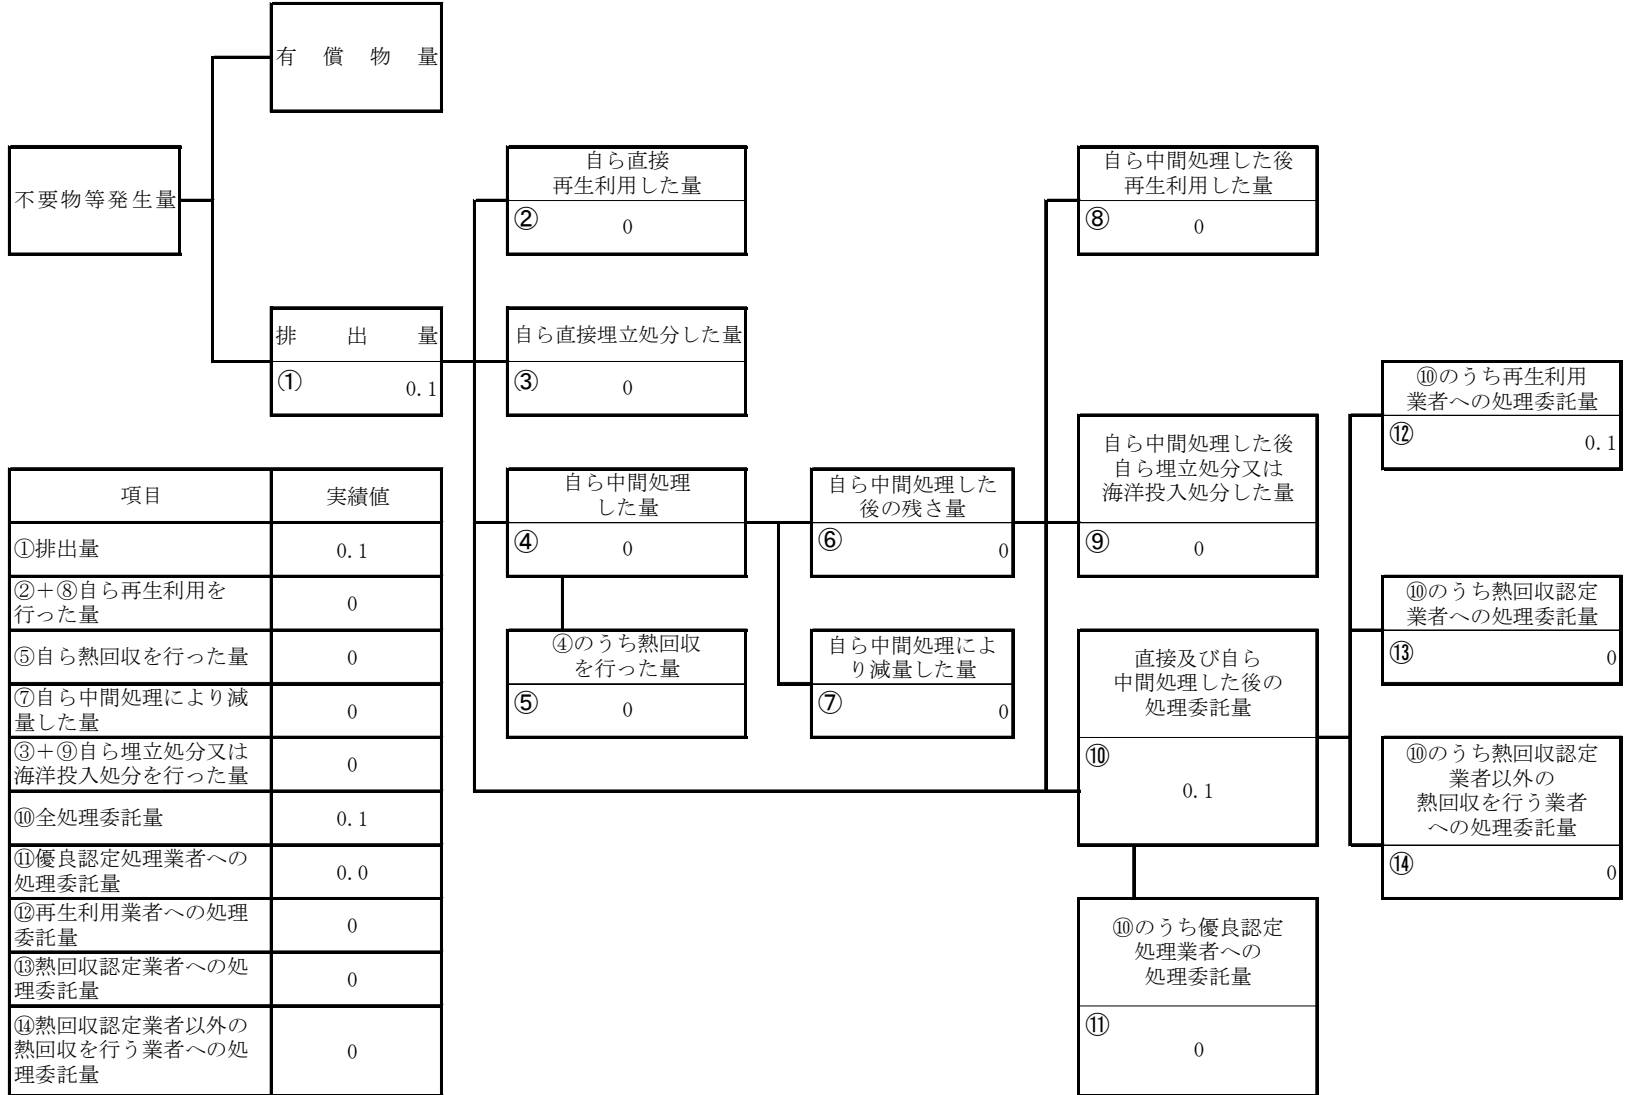 有償物量
不要物等発生量
排出量
① 0.1
自ら直接
再生利用した量
② 0
自ら直接埋立処分した量
③ 0
自ら中間処理
した量
④ 0
④のうち熱回収
を行った量
⑤ 0
自ら中間処理した
後の残さ量
⑥ 0
自ら中間処理によ
り減量した量
⑦ 0
自ら中間処理した後
再生利用した量
⑧ 0
自ら中間処理した後
自ら埋立処分又は
海洋投入処分した量
⑨ 0
直接及び自ら
中間処理した後の
処理委託量
⑩
0.1
⑩のうち優良認定
処理業者への
処理委託量
⑪
0
⑩のうち再生利用
業者への処理委託量
⑫ 0.1
⑩のうち熱回収認定
業者への処理委託量
⑬ 0
⑩のうち熱回収認定
業者以外の
熱回収を行う業者
への処理委託量
⑭ 0
項目 実績値
①排出量 0.1
②＋⑧自ら再生利用を
行った量 0
⑤自ら熱回収を行った量 0
⑦自ら中間処理により減
量した量 0
③＋⑨自ら埋立処分又は
海洋投入処分を行った量 0
⑩全処理委託量 0.1
⑪優良認定処理業者への
処理委託量 0.0
⑫再生利用業者への処理
委託量 0
⑬熱回収認定業者への処
理委託量 0
⑭熱回収認定業者以外の
熱回収を行う業者への処
理委託量 0